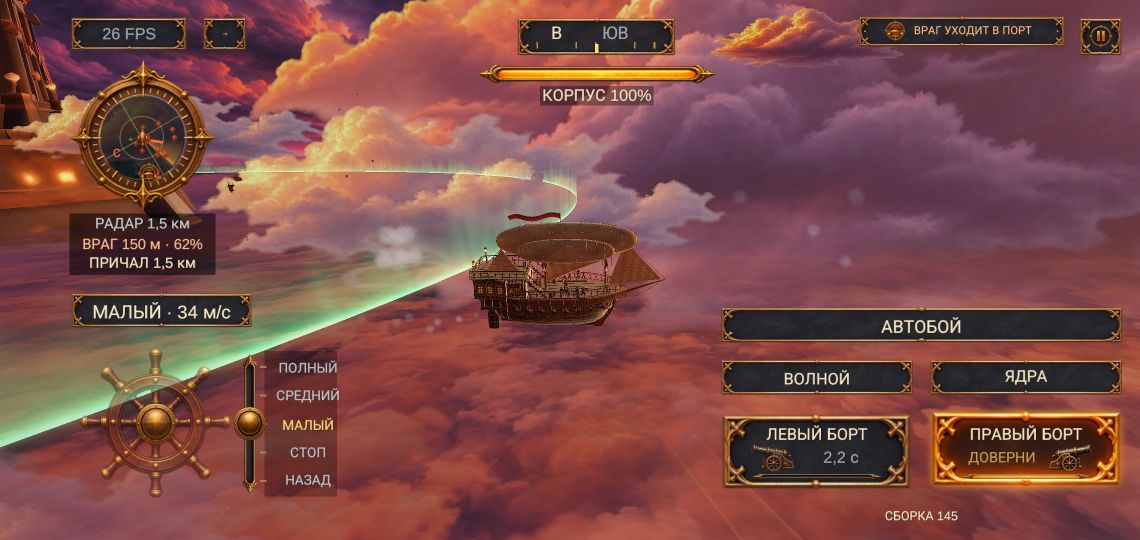 26 FPS
В ЮВ
ВРАГ УХОДИТ В ПОРТ
КОРПУС 100%
С
РАДАР 1,5 км
ВРАГ 150 м · 62%
ПРИЧАЛ 1,5 км
МАЛЫЙ · 34 м/с
ПОЛНЫЙ
СРЕДНИЙ
МАЛЫЙ
СТОП
НАЗАД
АВТОБОЙ
ВОЛНОЙ
ЯДРА
ЛЕВЫЙ БОРТ
2,2 с
ПРАВЫЙ БОРТ
ДОВЕРНИ
СБОРКА 145